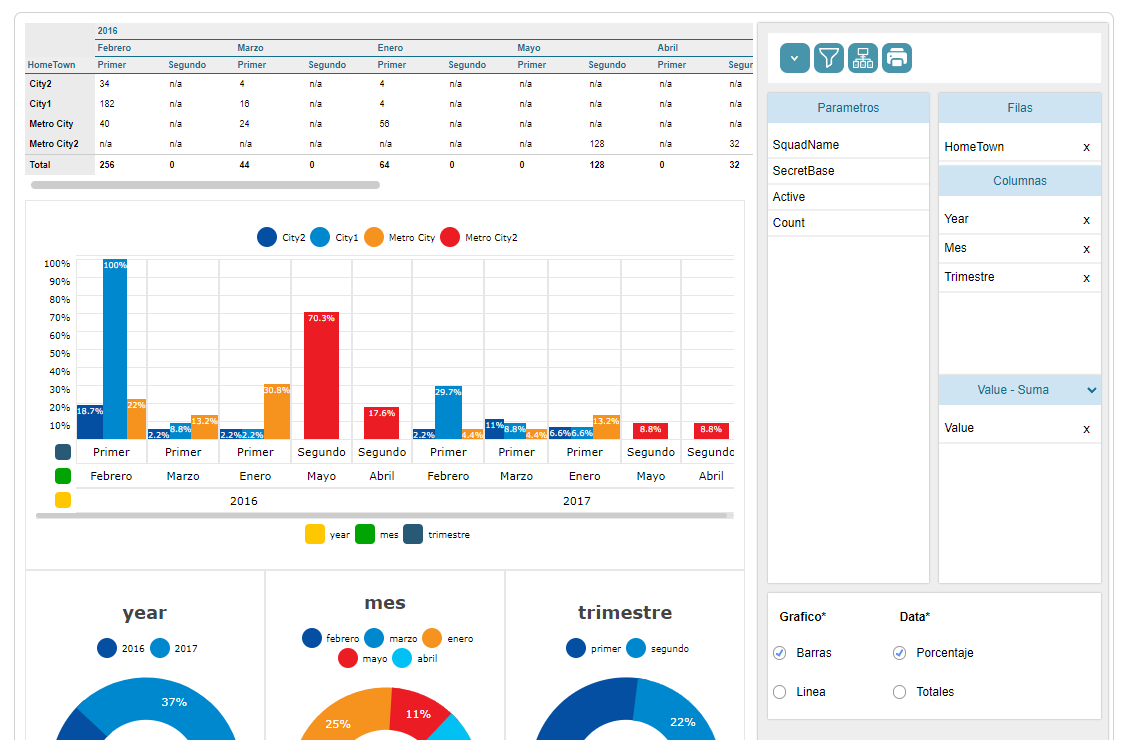 2016
Febrero Marzo Enero Mayo Abril
HomeTown Primer Segundo Primer Segundo Primer Segundo Primer Segundo Primer Segur
City2 34 n/a 4 n/a 4 n/a n/a n/a n/a n/a
City1 182 n/a 16 n/a 4 n/a n/a n/a n/a n/a
Metro City 40 n/a 24 n/a 56 n/a n/a n/a n/a n/a
Metro City2 n/a n/a n/a n/a n/a n/a n/a 128 n/a 32
Total 256 0 44 0 64 0 0 128 0 32
City2 City1 Metro City Metro City2
100%
90%
80%
70%
60%
50%
40%
30%
20%
10%
18.7% 100% 22% 2.2% 8.8% 13.2% 2.2% 2.2% 30.8% 70.3% 17.6% 2.2% 29.7% 4.4% 11% 8.8% 4.4% 6.6% 6.6% 13.2% 8.8% 8.8%
Primer Primer Primer Segundo Segundo Primer Primer Primer Segundo Segundo
Febrero Marzo Enero Mayo Abril Febrero Marzo Enero Mayo Abril
2016 2017
year mes trimestre
year
2016 2017
37%
mes
febrero marzo enero
mayo abril
25% 11%
trimestre
primer segundo
22%
Parametros
SquadName
SecretBase
Active
Count
Filas
HomeTown x
Columnas
Year x
Mes x
Trimestre x
Value - Suma
Value x
Grafico* Data*
Barras Porcentaje
Linea Totales